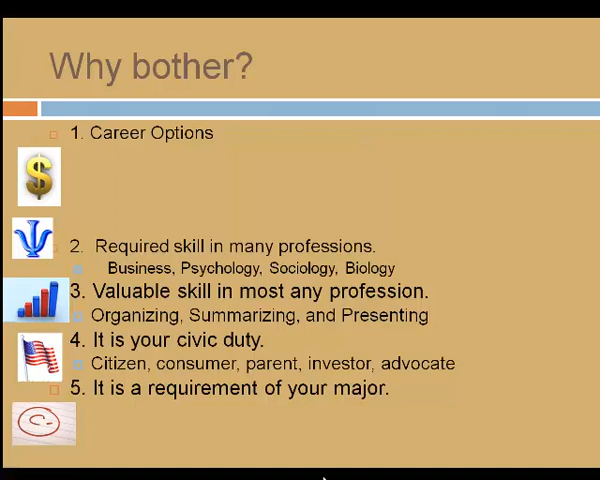 Why bother?
1. Career Options
$
Ψ
2. Required skill in many professions.
Business, Psychology, Sociology, Biology
3. Valuable skill in most any profession.
Organizing, Summarizing, and Presenting
4. It is your civic duty.
Citizen, consumer, parent, investor, advocate
5. It is a requirement of your major.
C-